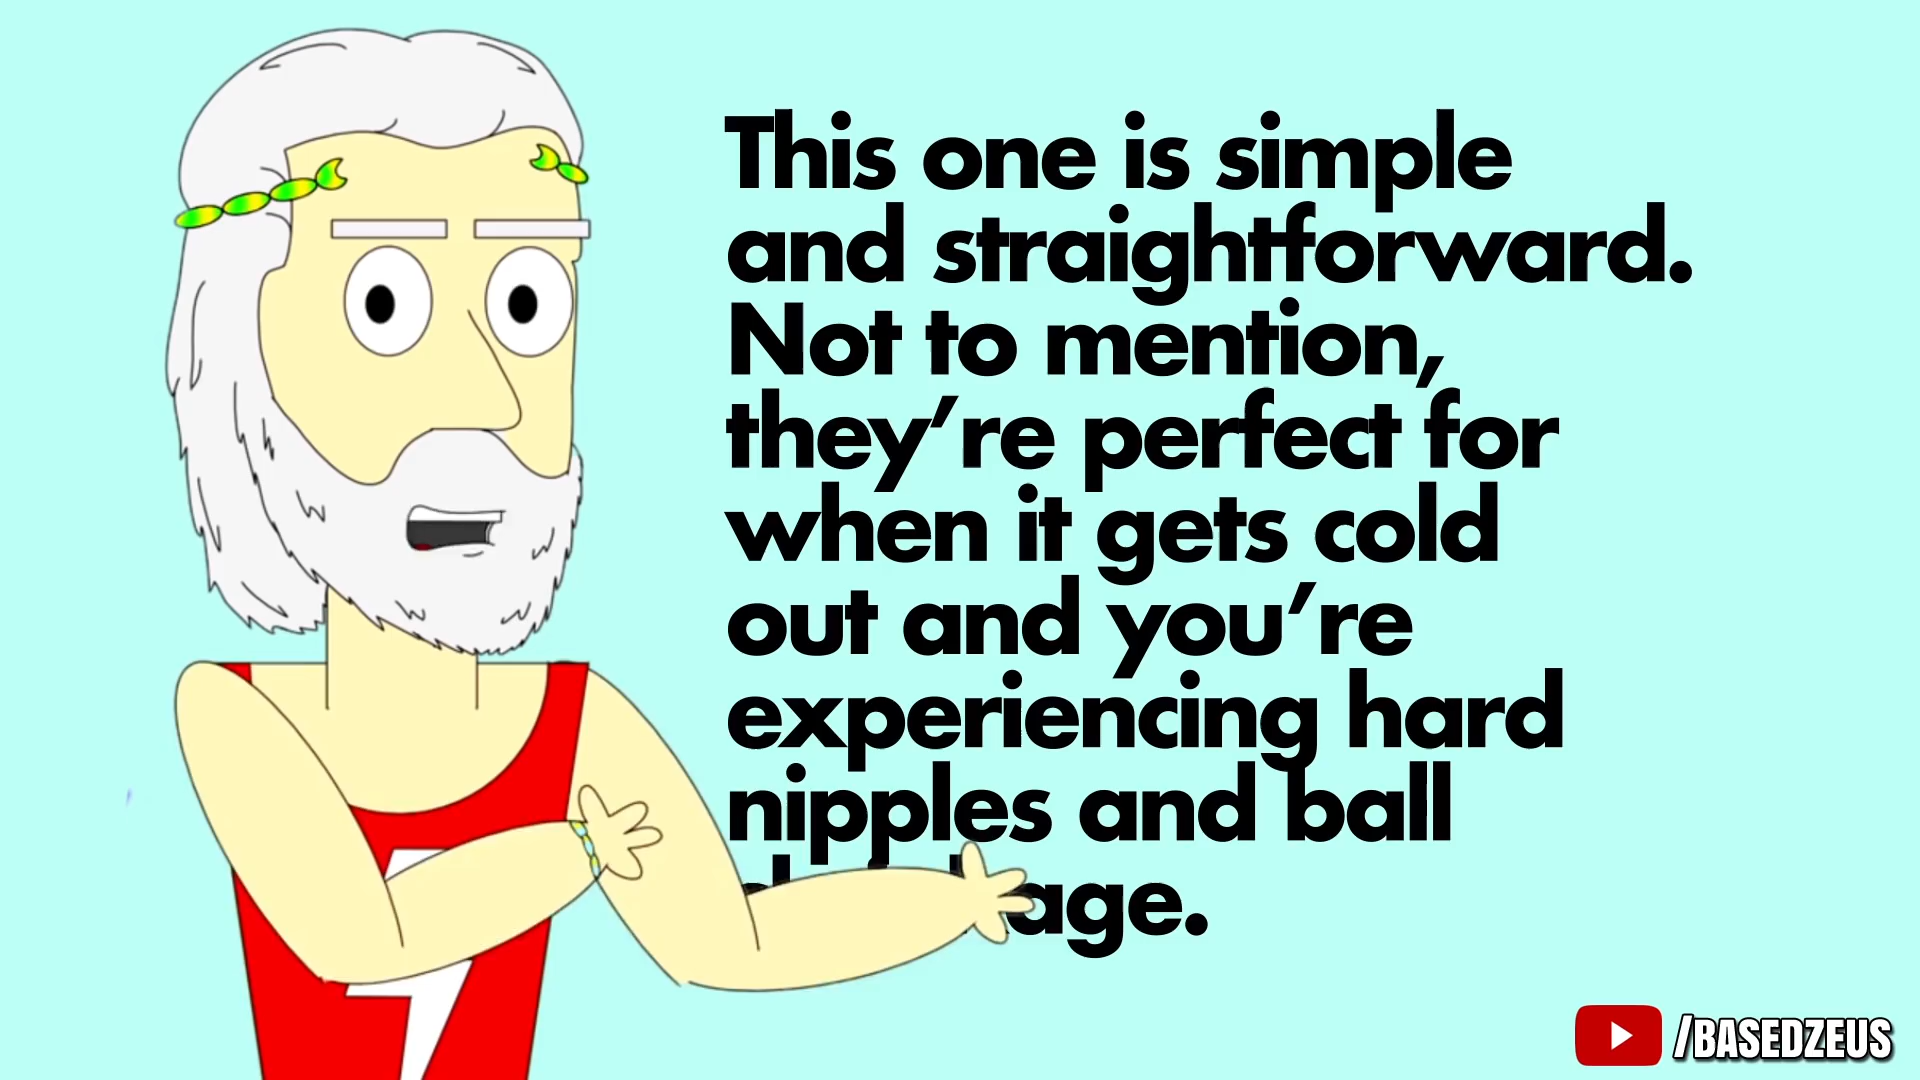 This one is simple
and straightforward.
Not to mention,
they’re perfect for
when it gets cold
out and you’re
experiencing hard
nipples and ball
/BASEDZEUS